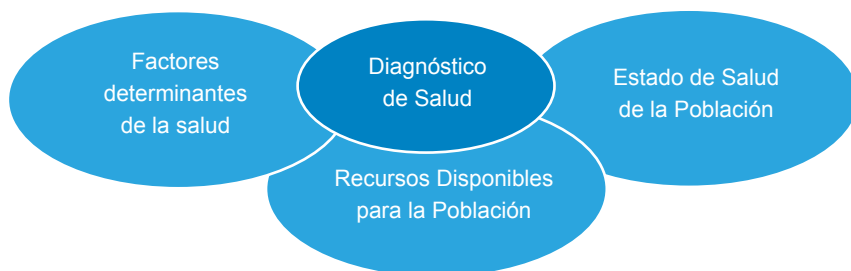 Factores
determinantes
de la salud
Diagnóstico
de Salud
Estado de Salud
de la Población
Recursos Disponibles
para la Población